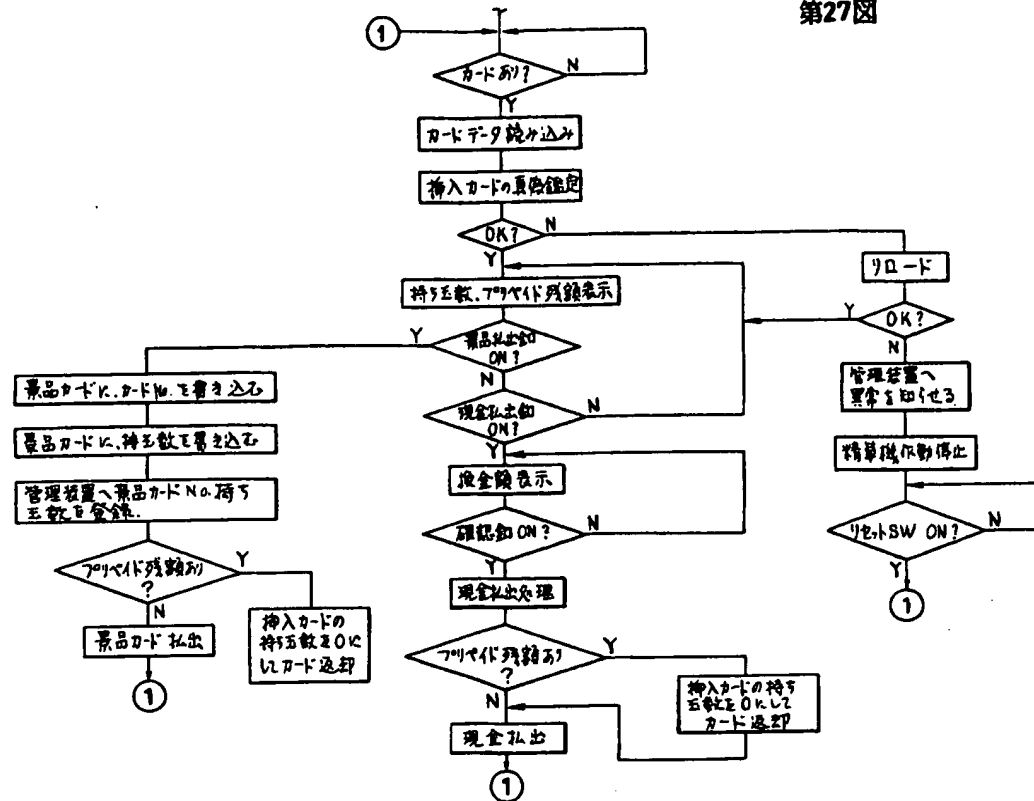 第27図
①
カードあり?
N
Y
カードデータ読み込み
挿入カードの真偽鑑定
OK?
N
Y
持ち玉数、プリペイド残額表示
景品払出釦
ON?
Y
N
現金払出釦
ON?
N
Y
換金額表示
確認釦ON?
N
Y
現金払出処理
プリペイド残額あり
?
Y
N
挿入カードの持ち
玉数を0にして
カード返却
現金払出
①
景品カードに、カードNo.を書き込む
景品カードに、持玉数を書き込む
管理装置へ景品カードNo.持ち
玉数を登録.
プリペイド残額あり
?
Y
N
挿入カードの
持ち玉数を0に
してカード返却
景品カード払出
①
リロード
OK?
Y
N
管理装置へ
異常を知らせる
精算機作動停止
リセットSW ON?
N
Y
①